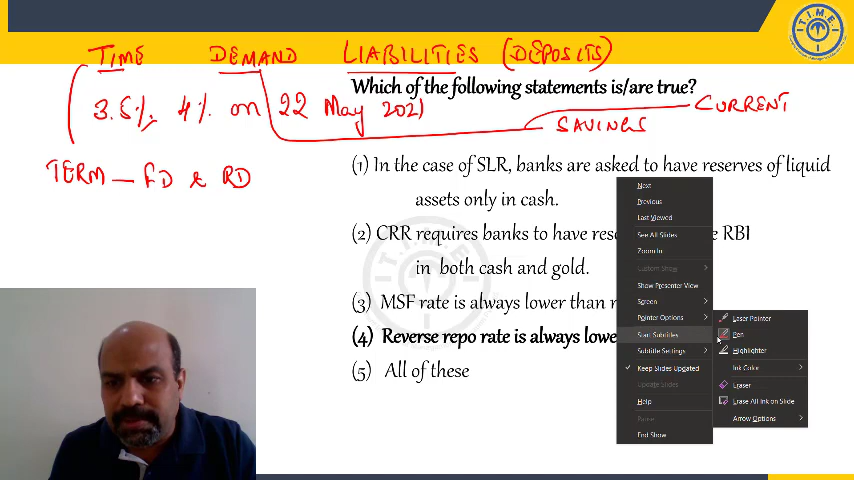 T.I.M.E.
TIME DEMAND LIABILITIES (DEPOSITS)
Which of the following statements is/are true?
3.5% 4% on 22 May 2021
SAVINGS
CURRENT
TERM — FD & RD
(1) In the case of SLR, banks are asked to have reserves of liquid
assets only in cash.
(2) CRR requires banks to have RBI
in both cash and gold.
(3) MSF rate is always lower than
(4) Reverse repo rate is always
(5) All of these
T.I.M.E.
Next
Previous
Last Viewed
See All Slides
Zoom In
Custom Show
Show Presenter View
Screen
Pointer Options
Start Subtitles
Subtitle Settings
Keep Slides Updated
Update Slides
Help
Pause
End Show
Laser Pointer
Pen
Highlighter
Ink Color
Eraser
Erase All Ink on Slide
Arrow Options